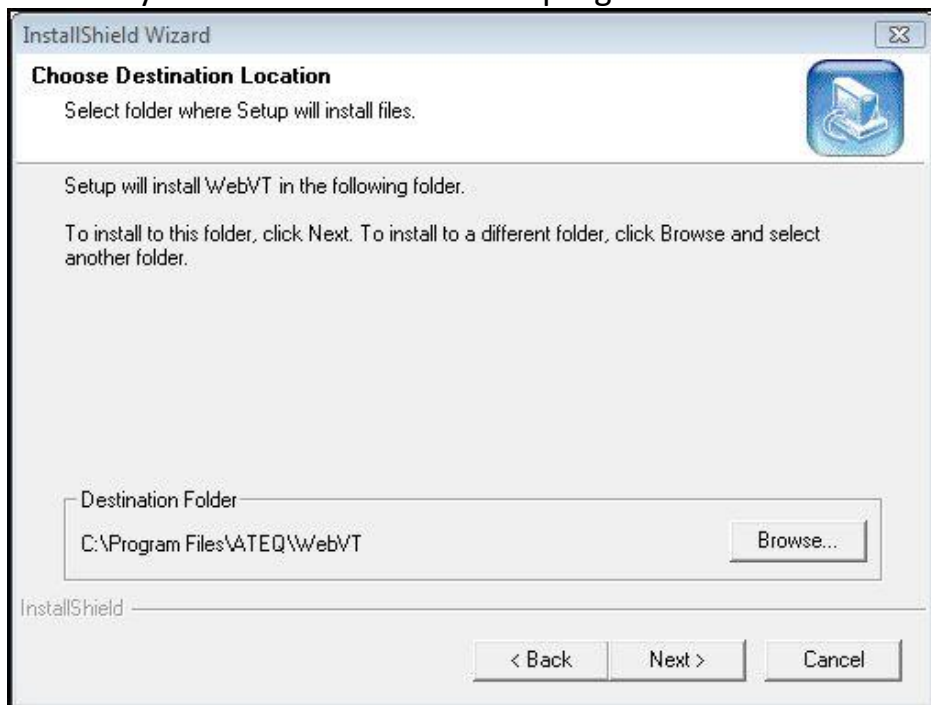 InstallShield Wizard
Choose Destination Location
Select folder where Setup will install files.
Setup will install WebVT in the following folder.
To install to this folder, click Next. To install to a different folder, click Browse and select
another folder.
Destination Folder
C:\Program Files\ATEQ\WebVT
Browse...
InstallShield
< Back
Next >
Cancel